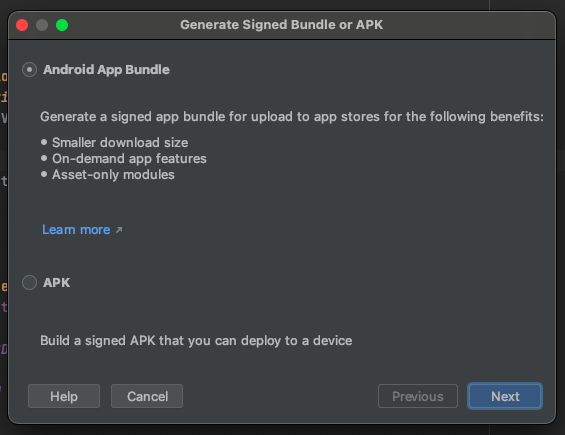 Generate Signed Bundle or APK
Android App Bundle
Generate a signed app bundle for upload to app stores for the following benefits:
• Smaller download size
• On-demand app features
• Asset-only modules
Learn more ↗
APK
Build a signed APK that you can deploy to a device
Help Cancel Previous Next